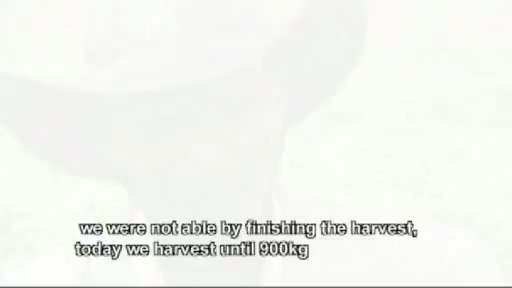 we were not able by finishing the harvest,
today we harvest until 900kg